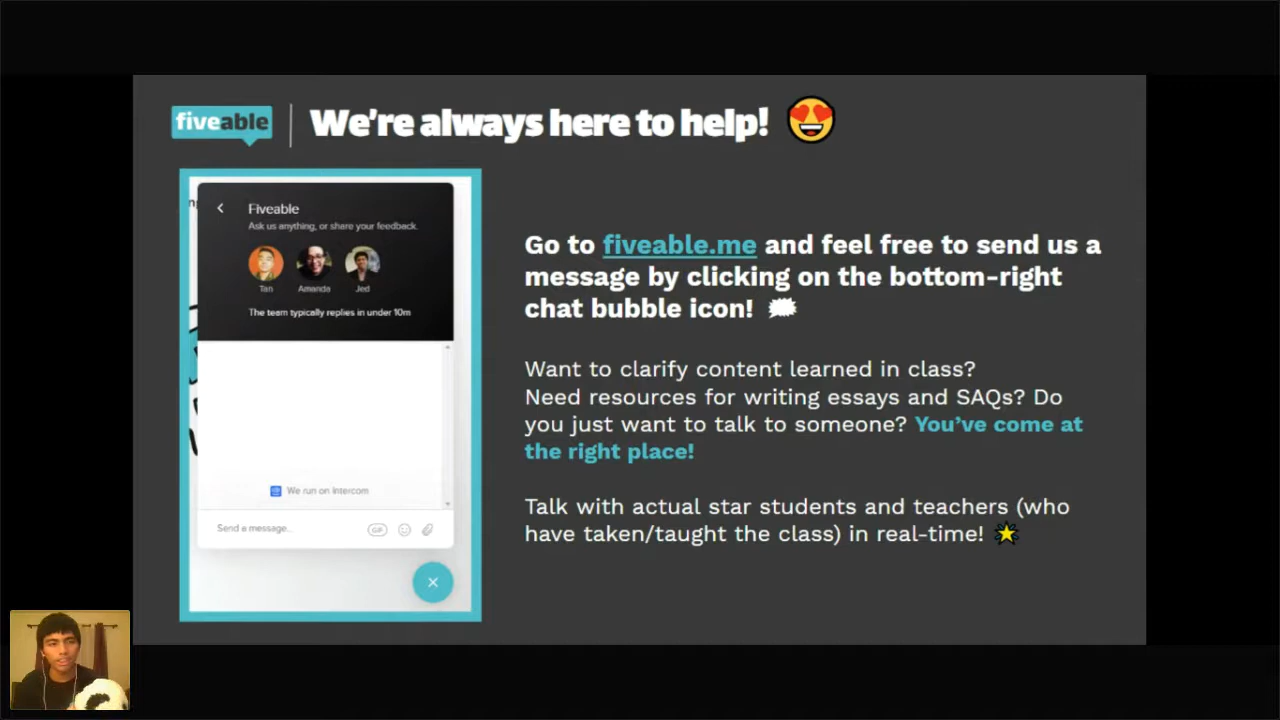 fiveable
We're always here to help!
Fiveable
Ask us anything, or share your feedback.
Tan Amanda Jed
The team typically replies in under 10m
We run on Intercom
Send a message..
GIF
Go to fiveable.me and feel free to send us a
message by clicking on the bottom-right
chat bubble icon!
Want to clarify content learned in class?
Need resources for writing essays and SAQs? Do
you just want to talk to someone? You've come at
the right place!
Talk with actual star students and teachers (who
have taken/taught the class) in real-time!